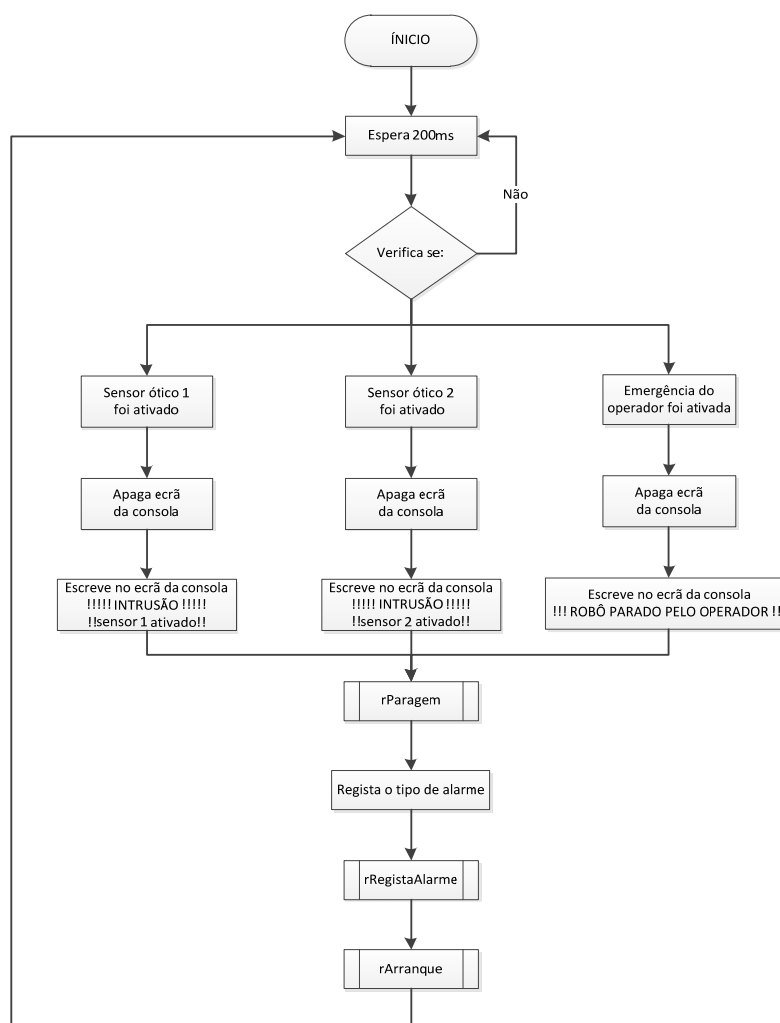 ÍNICIO
Espera 200ms
Não
Verifica se:
Sensor ótico 1
foi ativado
Sensor ótico 2
foi ativado
Emergência do
operador foi ativada
Apaga ecrã
da consola
Apaga ecrã
da consola
Apaga ecrã
da consola
Escreve no ecrã da consola
!!!!! INTRUSÃO !!!!!
!!sensor 1 ativado!!
Escreve no ecrã da consola
!!!!! INTRUSÃO !!!!!
!!sensor 2 ativado!!
Escreve no ecrã da consola
!!! ROBÔ PARADO PELO OPERADOR !!
rParagem
Regista o tipo de alarme
rRegistaAlarme
rArranque